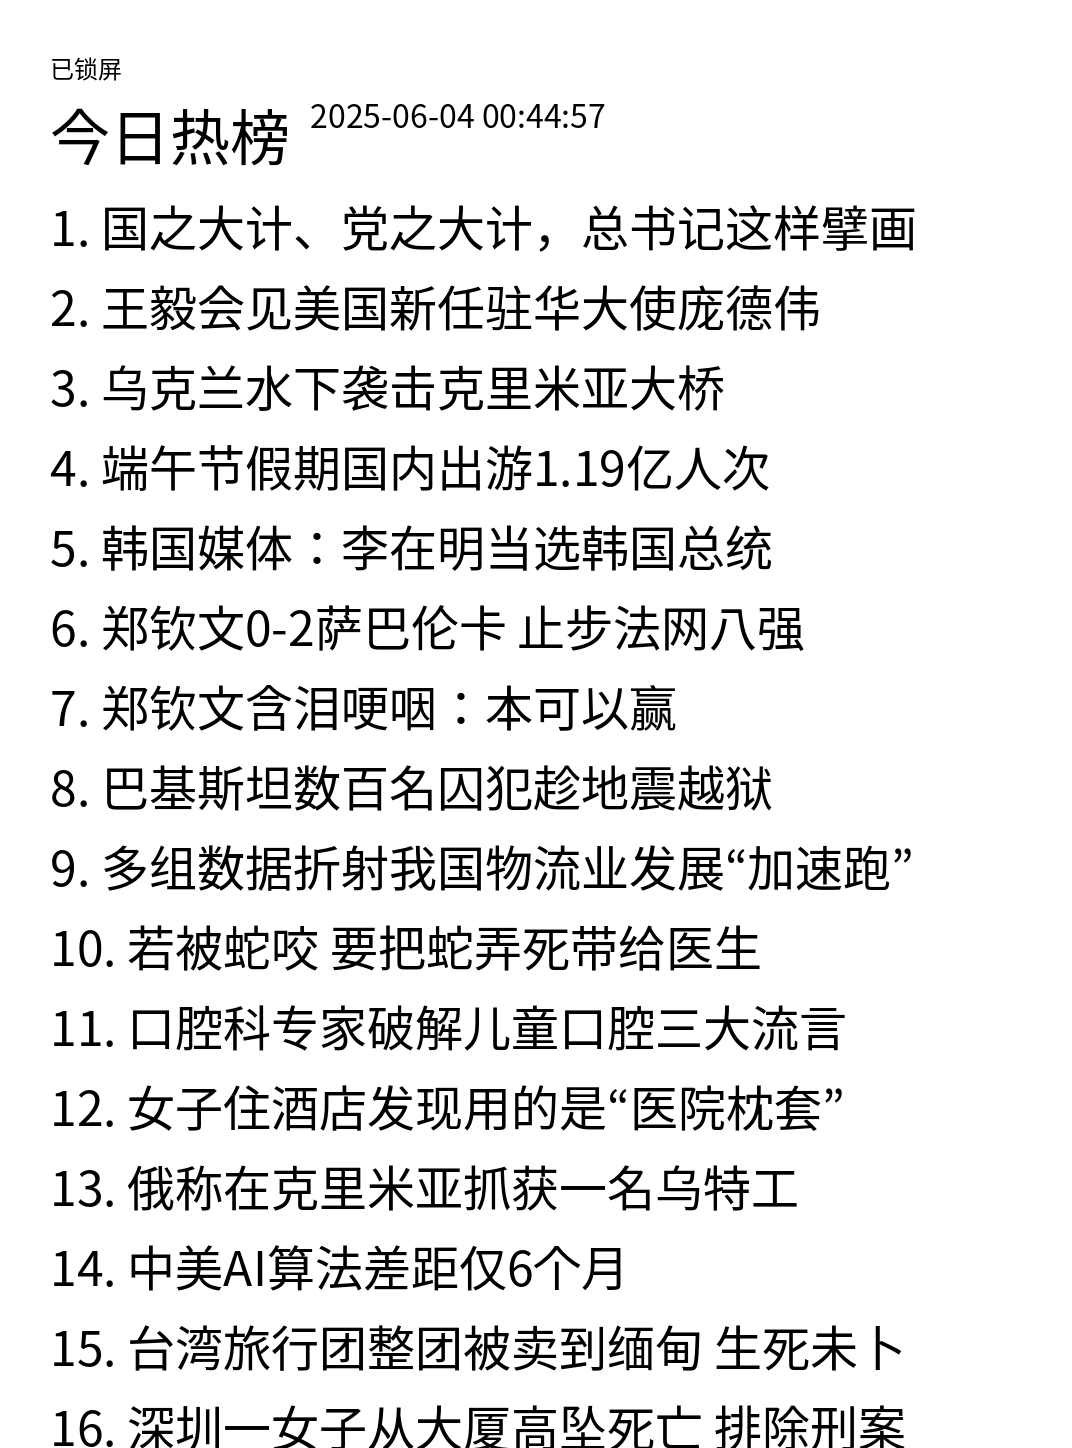 已锁屏
今日热榜 2025-06-04 00:44:57
1. 国之大计、党之大计，总书记这样擘画
2. 王毅会见美国新任驻华大使庞德伟
3. 乌克兰水下袭击克里米亚大桥
4. 端午节假期国内出游1.19亿人次
5. 韩国媒体：李在明当选韩国总统
6. 郑钦文0-2萨巴伦卡 止步法网八强
7. 郑钦文含泪哽咽：本可以赢
8. 巴基斯坦数百名囚犯趁地震越狱
9. 多组数据折射我国物流业发展“加速跑”
10. 若被蛇咬 要把蛇弄死带给医生
11. 口腔科专家破解儿童口腔三大流言
12. 女子住酒店发现用的是“医院枕套”
13. 俄称在克里米亚抓获一名乌特工
14. 中美AI算法差距仅6个月
15. 台湾旅行团整团被卖到缅甸 生死未卜
16. 深圳一女子从大厦高坠死亡 排除刑案